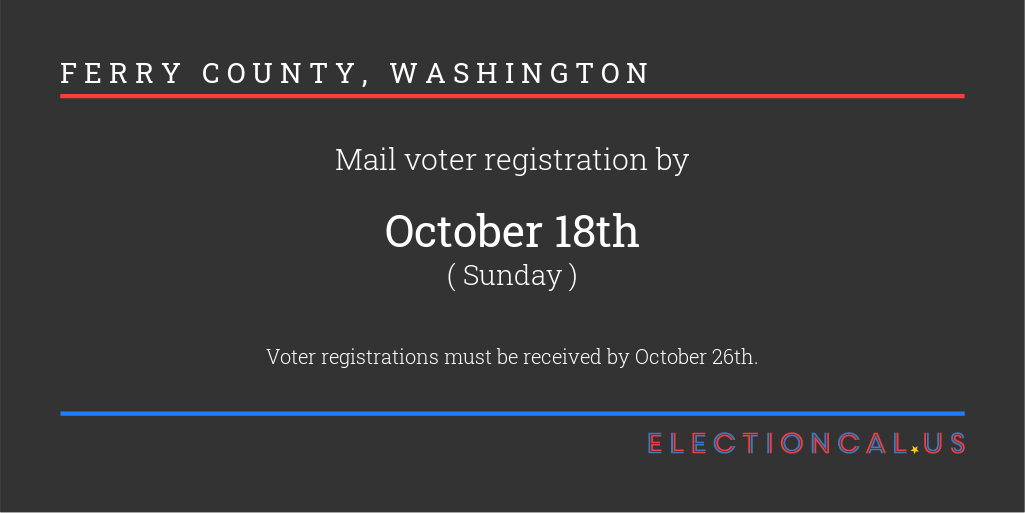 FERRY COUNTY, WASHINGTON
Mail voter registration by
October 18th
( Sunday )
Voter registrations must be received by October 26th.
ELECTIONCAL.US